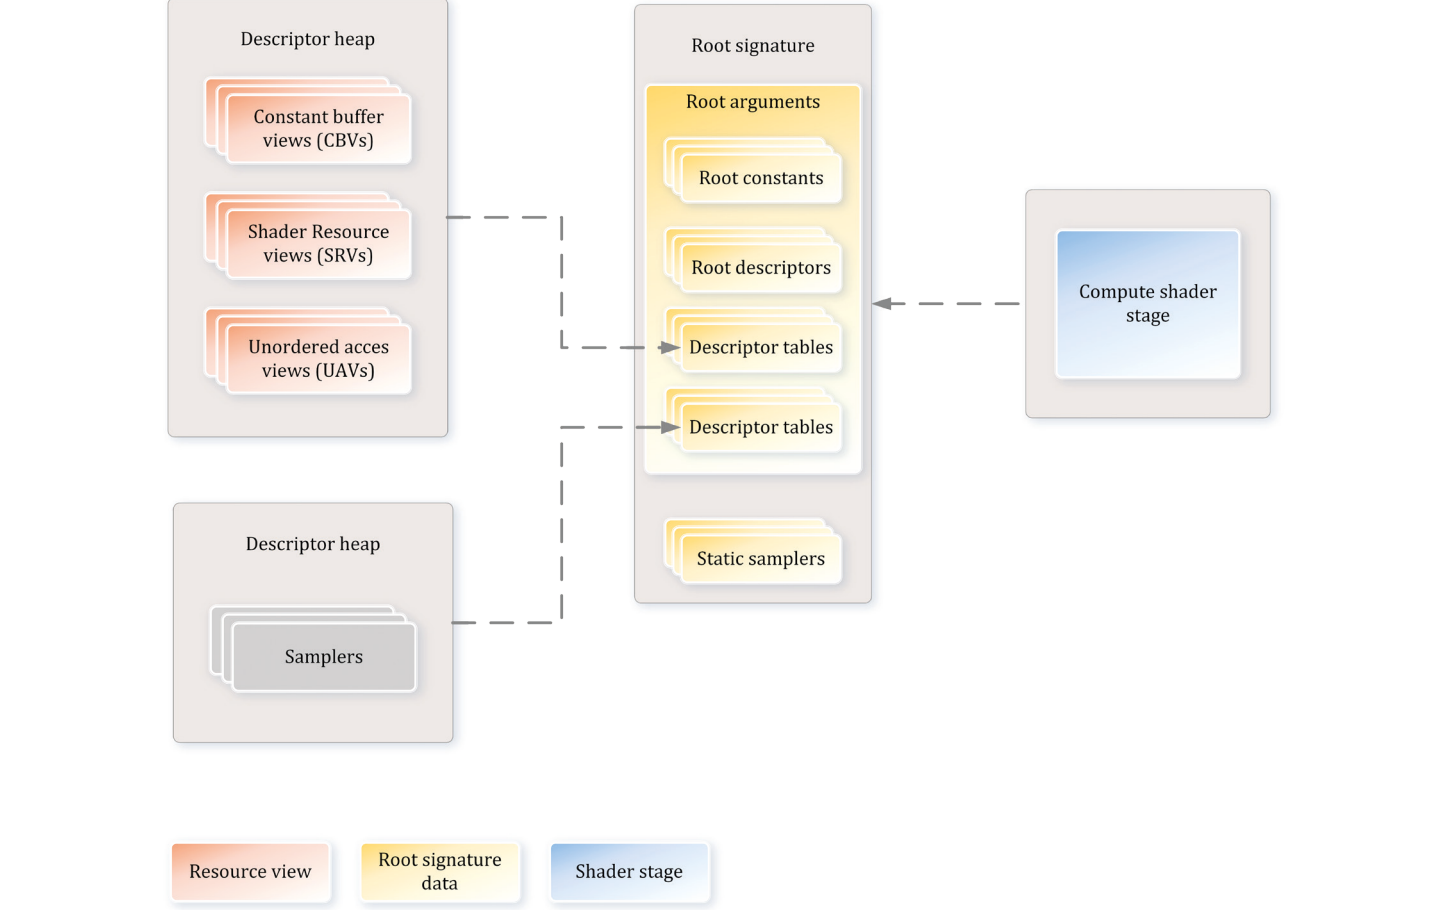 Descriptor heap
Constant buffer
views (CBVs)
Shader Resource
views (SRVs)
Unordered acces
views (UAVs)
Descriptor heap
Samplers
Root signature
Root arguments
Root constants
Root descriptors
Descriptor tables
Descriptor tables
Static samplers
Compute shader
stage
Resource view
Root signature
data
Shader stage